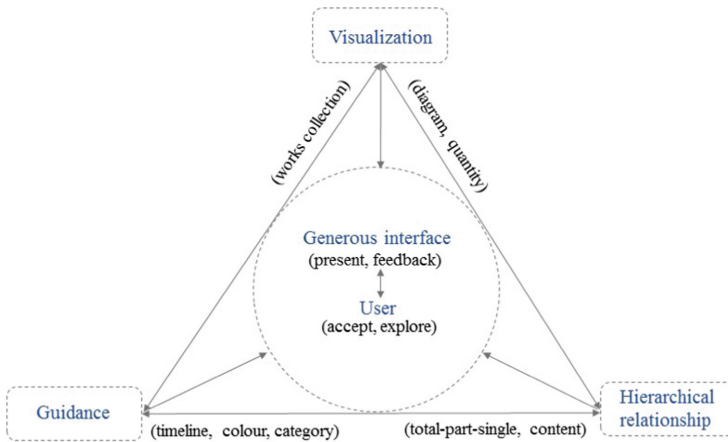 Visualization
(works collection)
(diagram, quantity)
Generous interface
(present, feedback)
User
(accept, explore)
Guidance
Hierarchical
relationship
(timeline, colour, category)
(total-part-single, content)